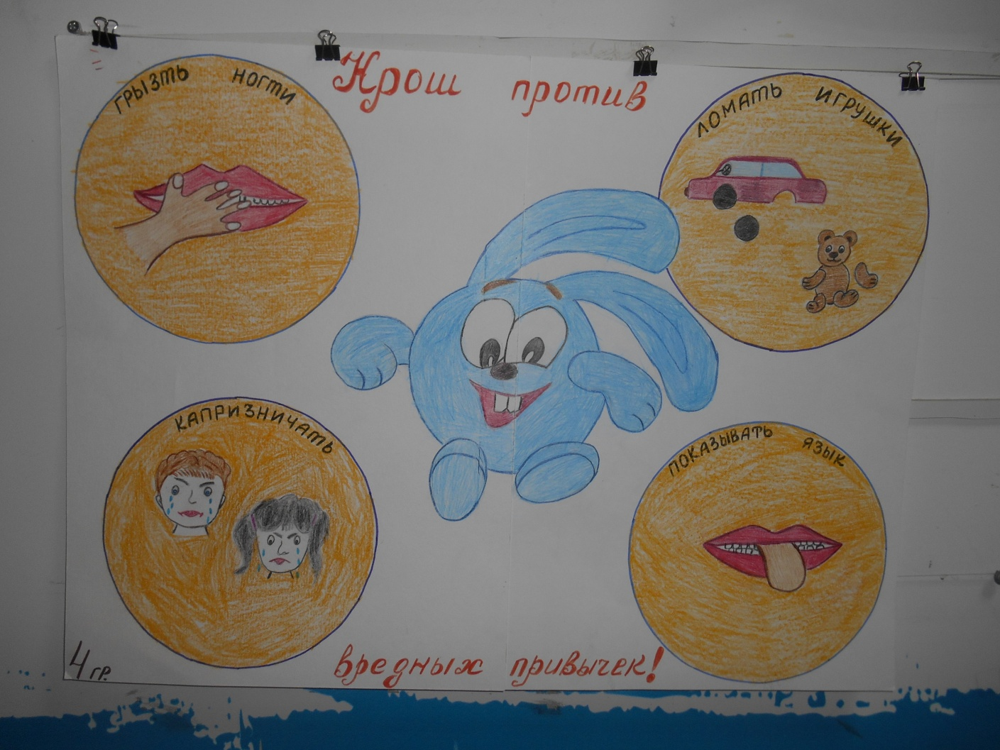 Крош против
ГРЫЗТЬ НОГТИ
ЛОМАТЬ ИГРУШКИ
КАПРИЗНИЧАТЬ
ПОКАЗЫВАТЬ ЯЗЫК
вредных привычек!
4 ГР.